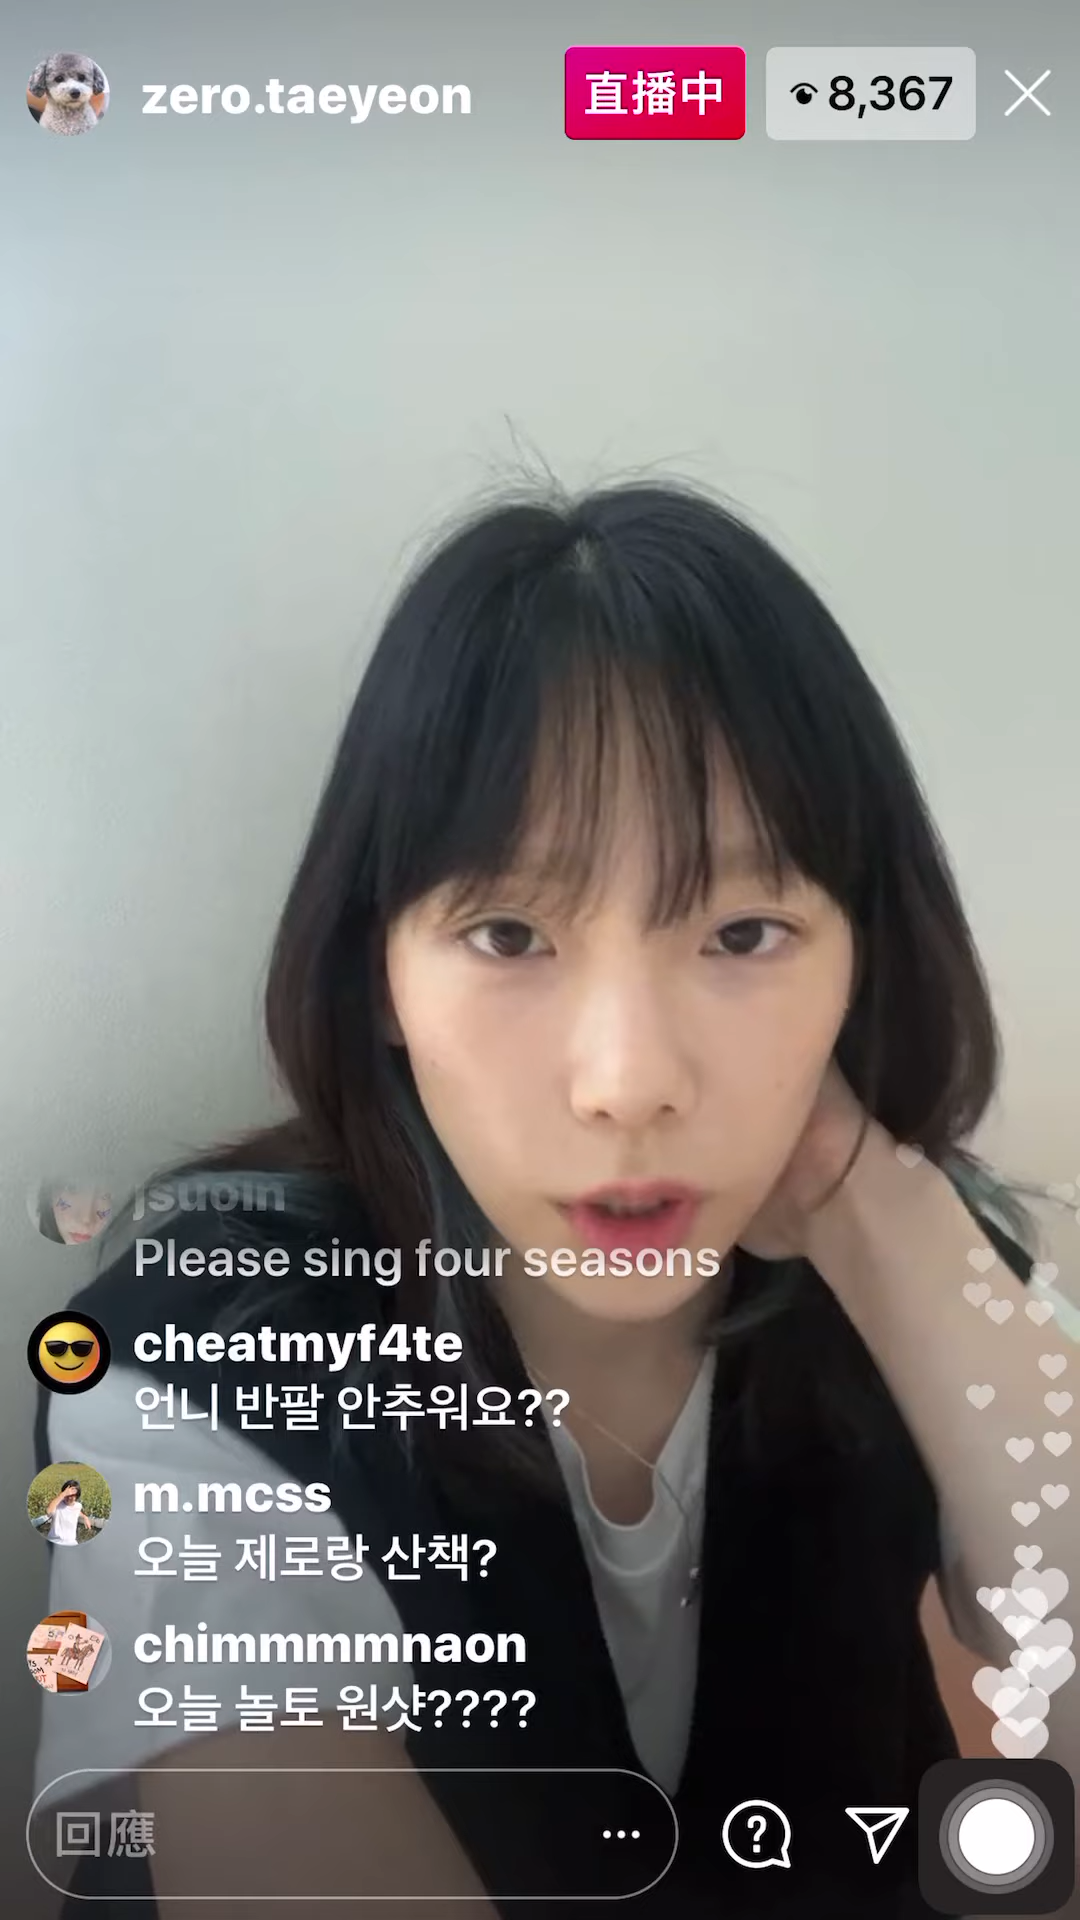 zero.taeyeon
直播中
8,367
jsuoin
Please sing four seasons
cheatmyf4te
언니 반팔 안추워요??
m.mcss
오늘 제로랑 산책?
chimmmmnaon
오늘 놀토 원샷????
回應